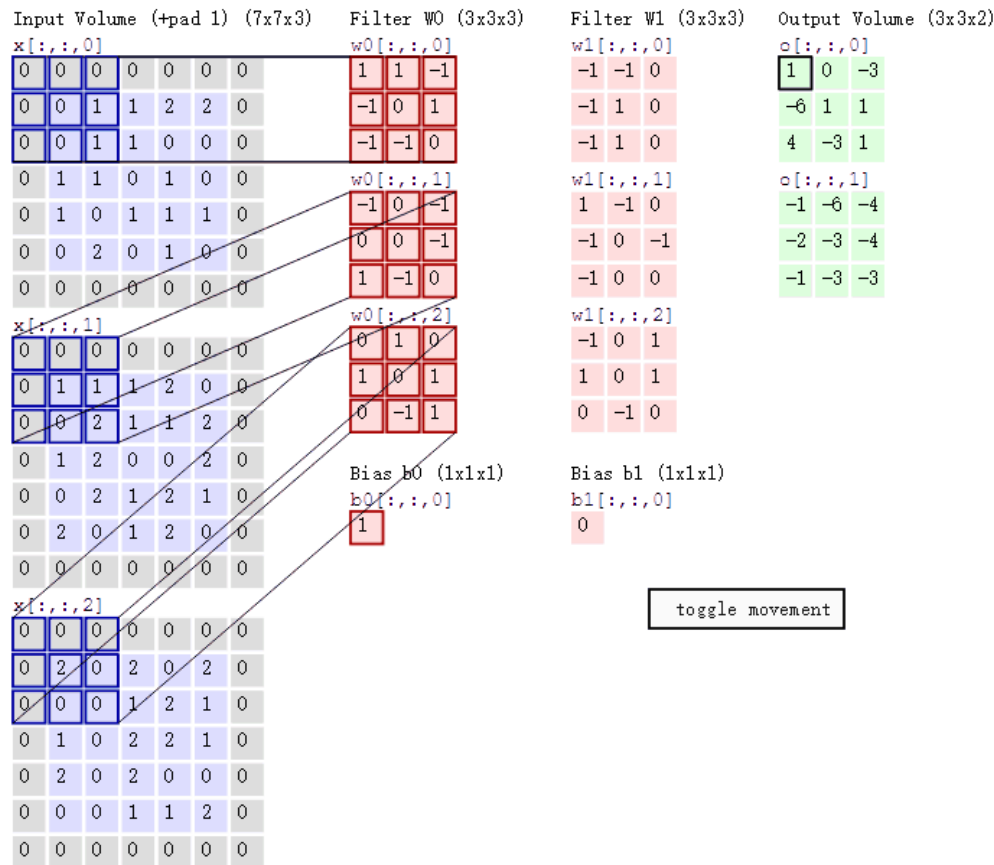 Input Volume (+pad 1) (7x7x3)
x[:,:,0]
0 0 0 0 0 0 0
0 0 1 1 2 2 0
0 0 1 1 0 0 0
0 1 1 0 1 0 0
0 1 0 1 1 1 0
0 0 2 0 1 0 0
0 0 0 0 0 0 0
x[:,:,1]
0 0 0 0 0 0 0
0 1 1 1 2 0 0
0 0 2 1 1 2 0
0 1 2 0 0 2 0
0 0 2 1 2 1 0
0 2 0 1 2 0 0
0 0 0 0 0 0 0
x[:,:,2]
0 0 0 0 0 0 0
0 2 0 2 0 2 0
0 0 0 1 2 1 0
0 1 0 2 2 1 0
0 2 0 2 0 0 0
0 0 0 1 1 2 0
0 0 0 0 0 0 0
Filter W0 (3x3x3)
w0[:,:,0]
1 1 -1
-1 0 1
-1 -1 0
w0[:,:,1]
-1 0 -1
0 0 -1
1 -1 0
w0[:,:,2]
0 1 0
1 0 1
0 -1 1
Bias b0 (1x1x1)
b0[:,:,0]
1
Filter W1 (3x3x3)
w1[:,:,0]
-1 -1 0
-1 1 0
-1 1 0
w1[:,:,1]
1 -1 0
-1 0 -1
-1 0 0
w1[:,:,2]
-1 0 1
1 0 1
0 -1 0
Bias b1 (1x1x1)
b1[:,:,0]
0
Output Volume (3x3x2)
o[:,:,0]
1 0 -3
-6 1 1
4 -3 1
o[:,:,1]
-1 -6 -4
-2 -3 -4
-1 -3 -3
toggle movement